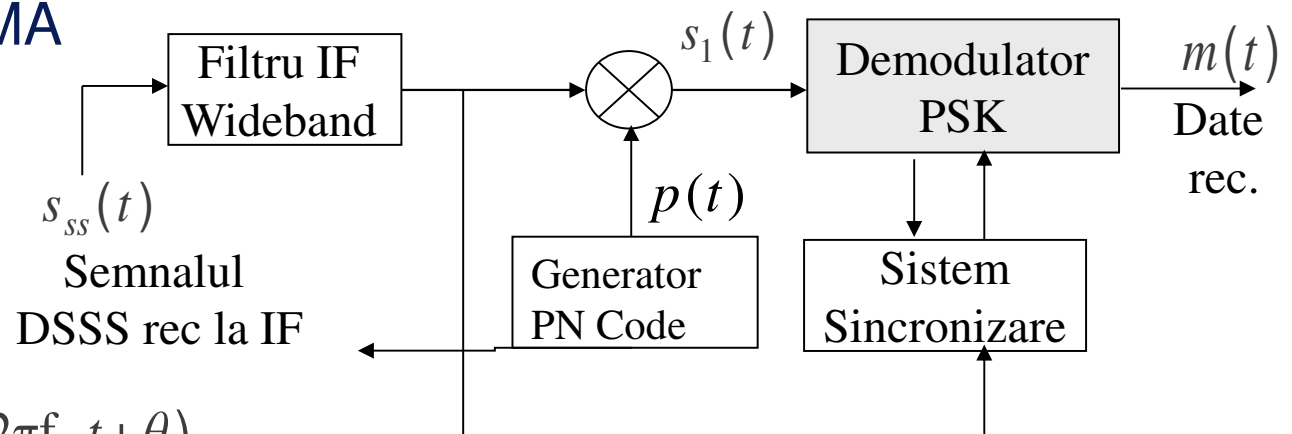 MA
Filtru IF
Wideband
s₁(t)
Demodulator
PSK
m(t)
Date
rec.
s_ss(t)
Semnalul
DSSS rec la IF
p(t)
Generator
PN Code
Sistem
Sincronizare
t + θ)